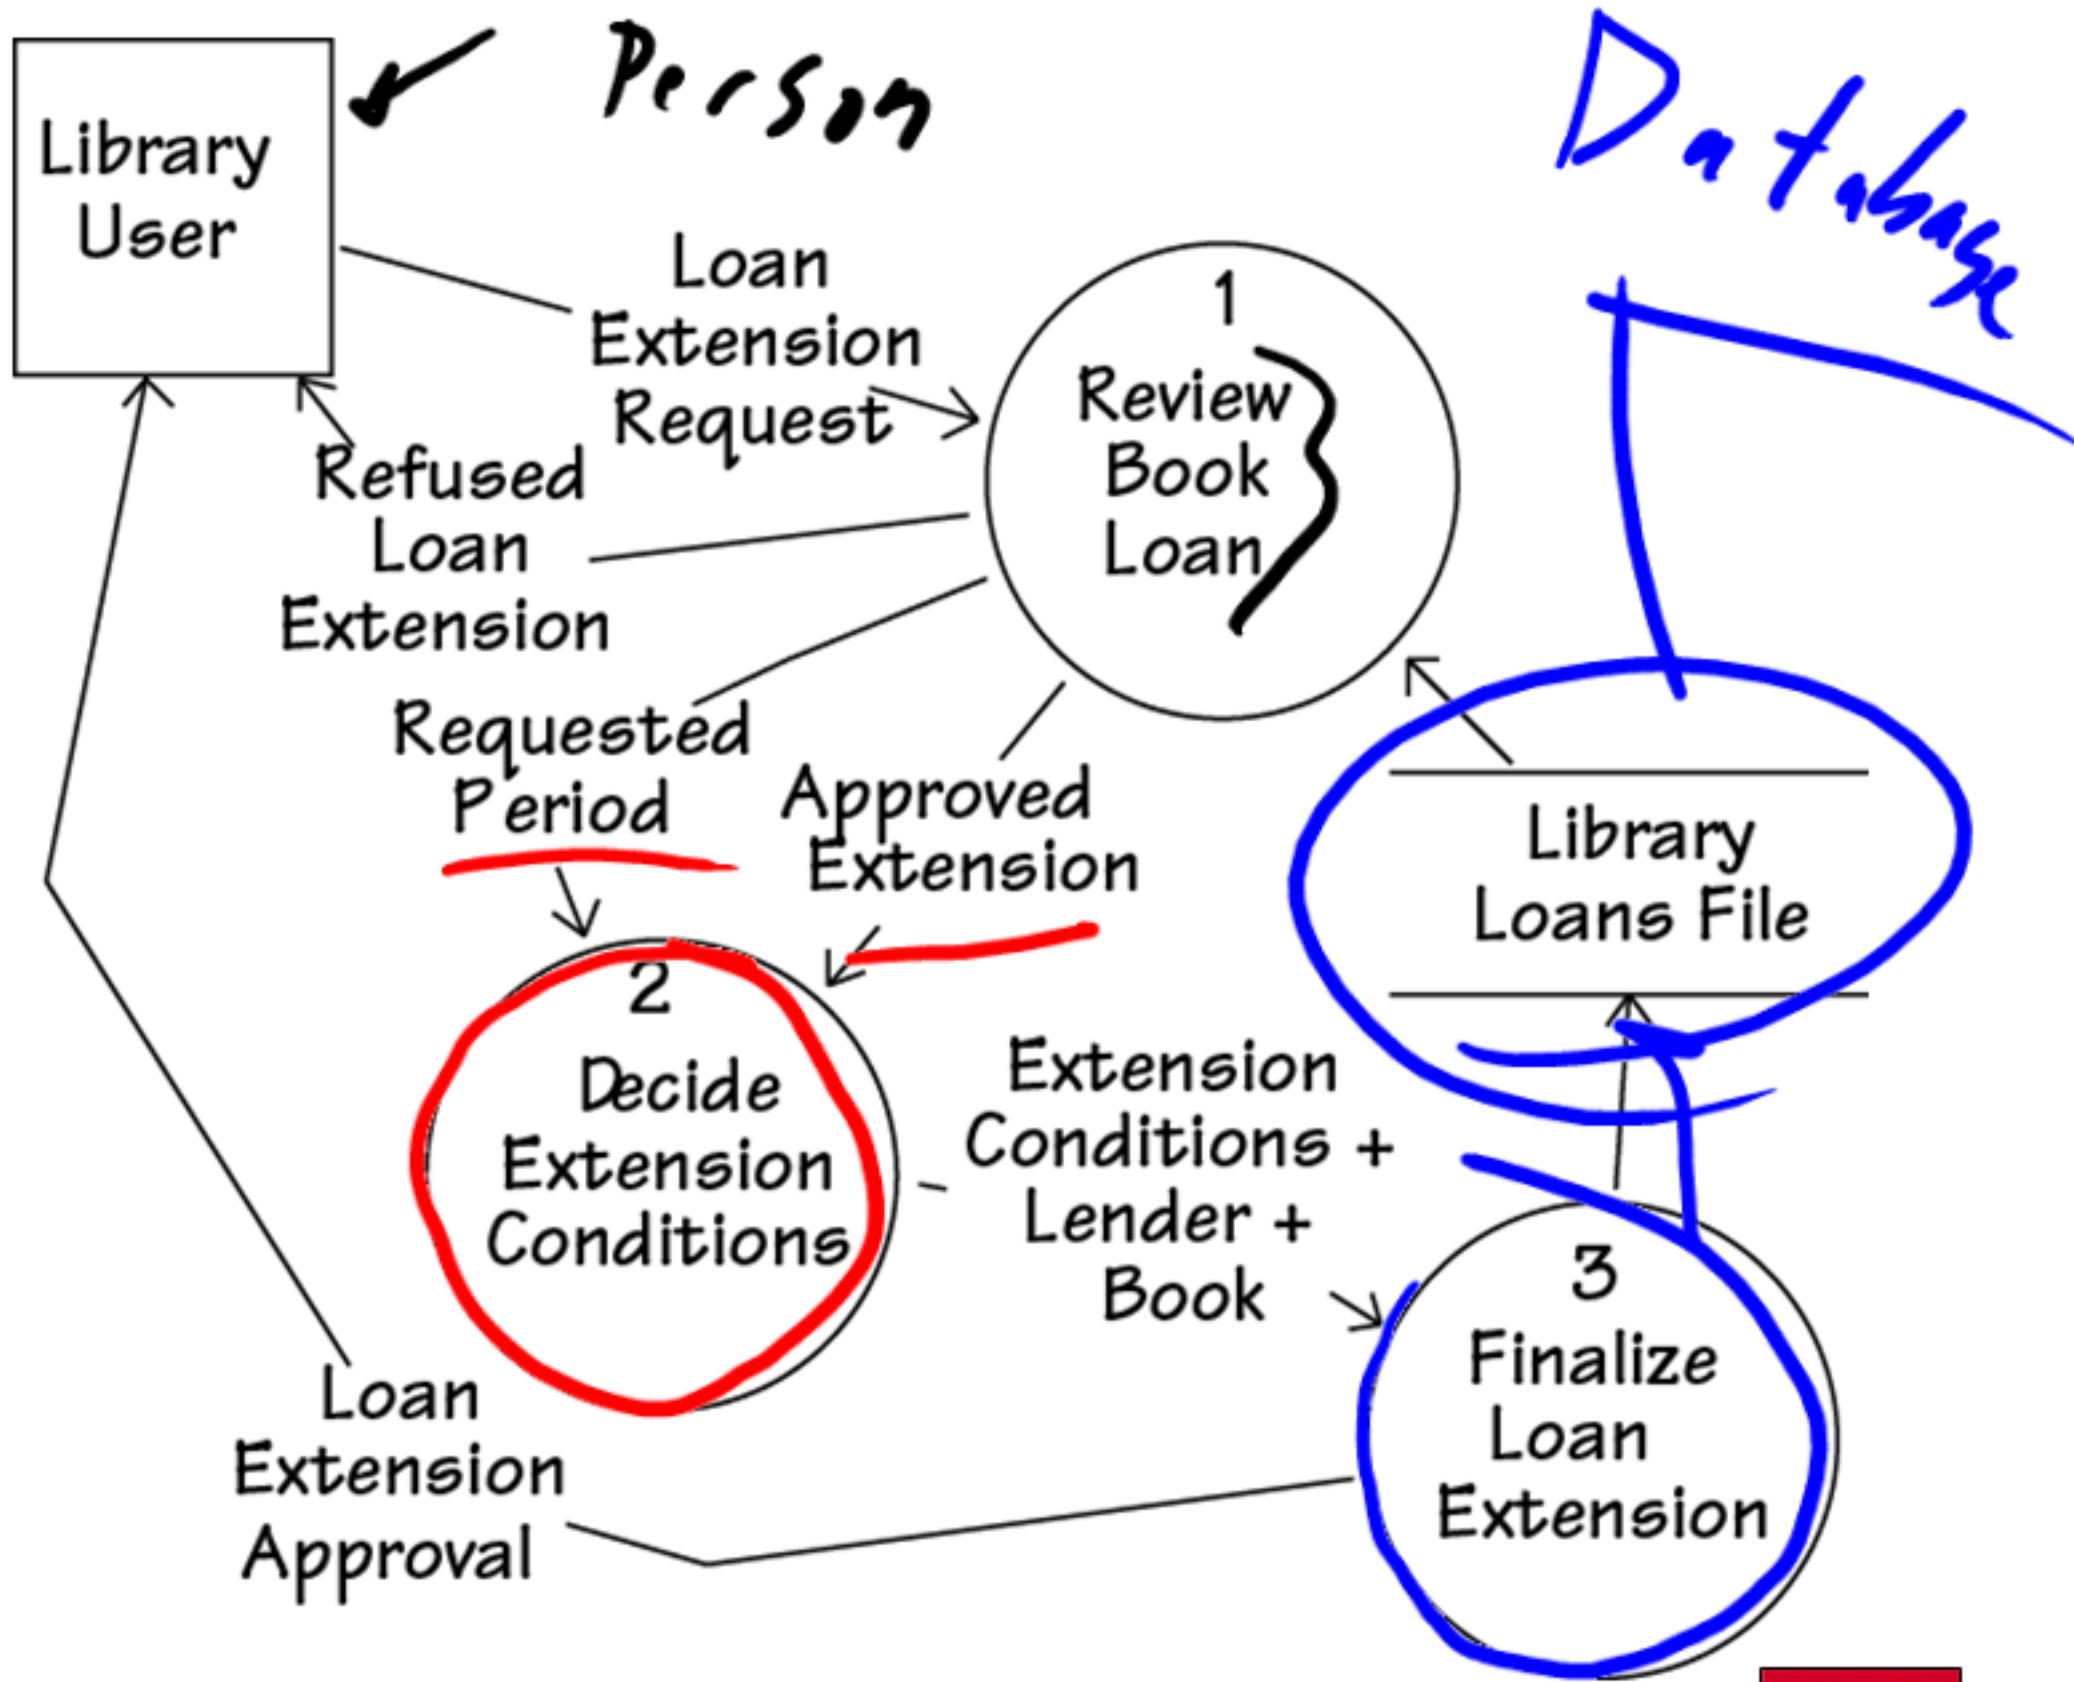 Person
Database
Library
User
Loan
Extension
Request
1
Review
Book
Loan
Refused
Loan
Extension
Requested
Period
Approved
Extension
Library
Loans File
2
Decide
Extension
Conditions
Extension
Conditions +
Lender +
Book
3
Finalize
Loan
Extension
Loan
Extension
Approval